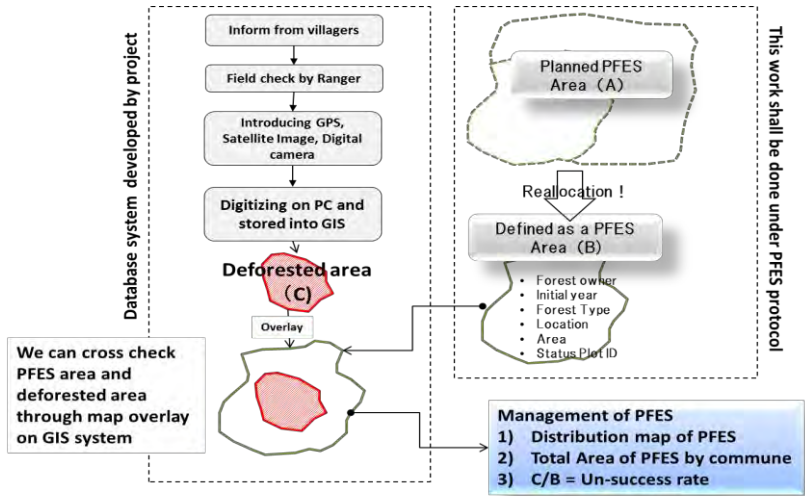 Database system developed by project
Inform from villagers
Field check by Ranger
Introducing GPS,
Satellite Image, Digital
camera
Digitizing on PC and
stored into GIS
Deforested area
(C)
Overlay
We can cross check
PFES area and
deforested area
through map overlay
on GIS system
Planned PFES
Area (A)
Reallocation !
Defined as a PFES
Area (B)
• Forest owner
• Initial year
• Forest Type
• Location
• Area
• Status Plot ID
This work shall be done under PFES protocol
Management of PFES
1) Distribution map of PFES
2) Total Area of PFES by commune
3) C/B = Un-success rate